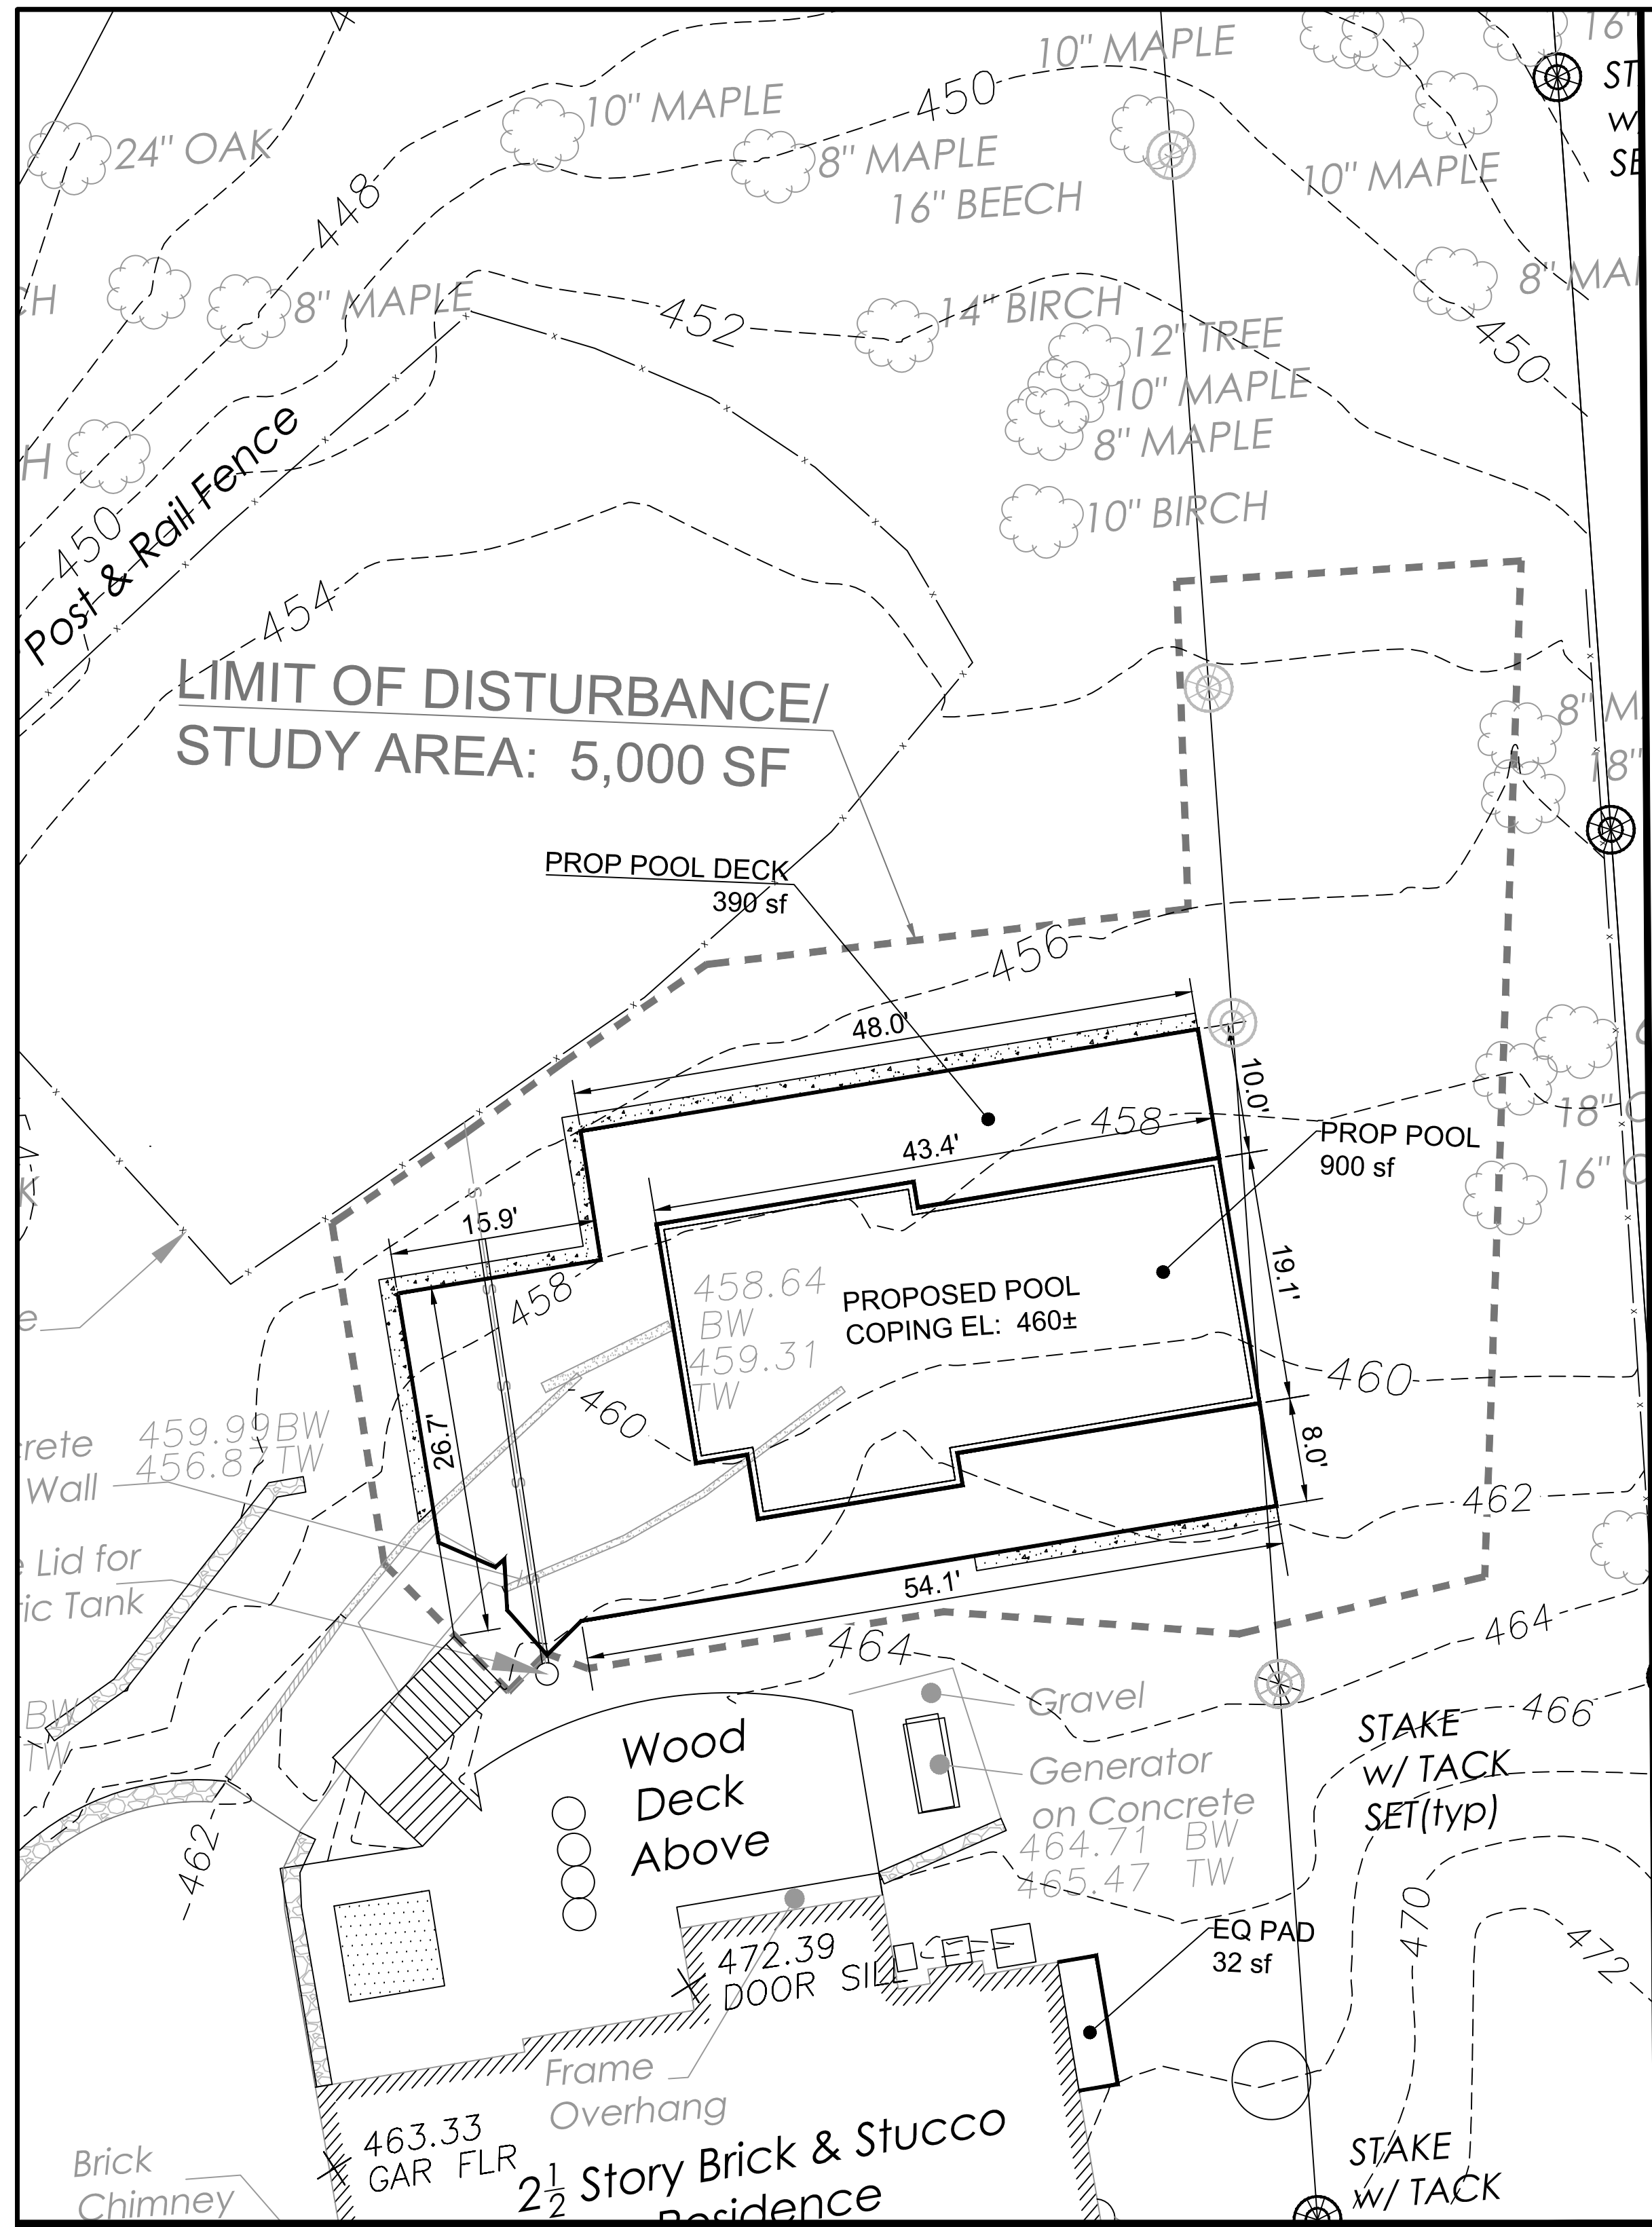 10" MAPLE
16"
10" MAPLE
450
24" OAK
8" MAPLE
10" MAPLE
16" BEECH
448
8" MAPLE
452
14" BIRCH
12" TREE
450
10" MAPLE
8" MAPLE
Post & Rail Fence
450
10" BIRCH
454
LIMIT OF DISTURBANCE/
STUDY AREA: 5,000 SF
18"
PROP POOL DECK
390 sf
456
48.0'
10.0'
458
43.4'
PROP POOL
900 sf
18"
16"
15.9'
S
458
458.64
BW
459.31
TW
PROPOSED POOL
COPING EL: 460±
19.1'
S
S
S
460
460
26.7'
8.0'
459.99BW
456.87TW
Wall
462
Lid for
Tank
54.1'
464
464
BW
TW
Gravel
466
STAKE
w/ TACK
SET(typ)
Wood
Deck
Above
Generator
on Concrete
464.71 BW
465.47 TW
462
470
472
EQ PAD
32 sf
472.39
DOOR SILL
Frame
Overhang
463.33
GAR FLR
Brick
Chimney
2½ Story Brick & Stucco
Residence
STAKE
w/ TACK